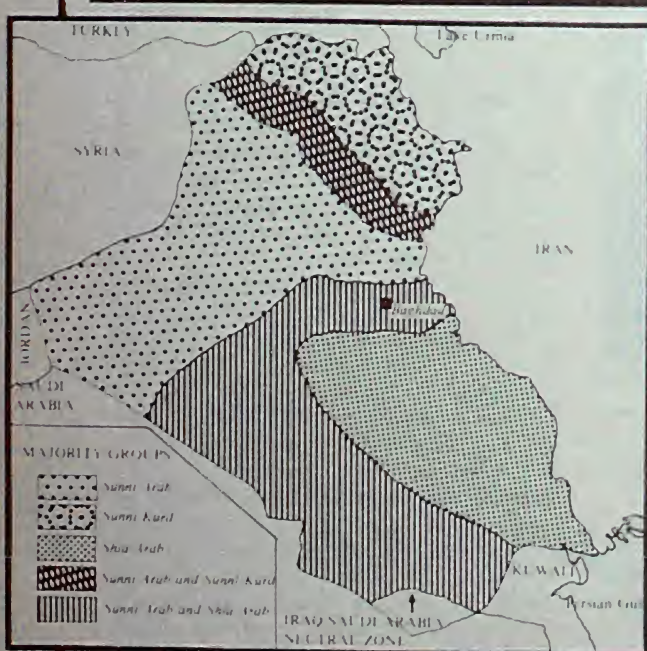 TURKEY
Lake Urmia
SYRIA
IRAN
Baghdad
JORDAN
SAUDI
ARABIA
MAJORITY GROUPS
Sunni Arab
Sunni Kurd
Shia Arab
Sunni Arab and Sunni Kurd
Sunni Arab and Shia Arab
KUWAIT
Persian Gulf
IRAQ SAUDI ARABIA
NEUTRAL ZONE